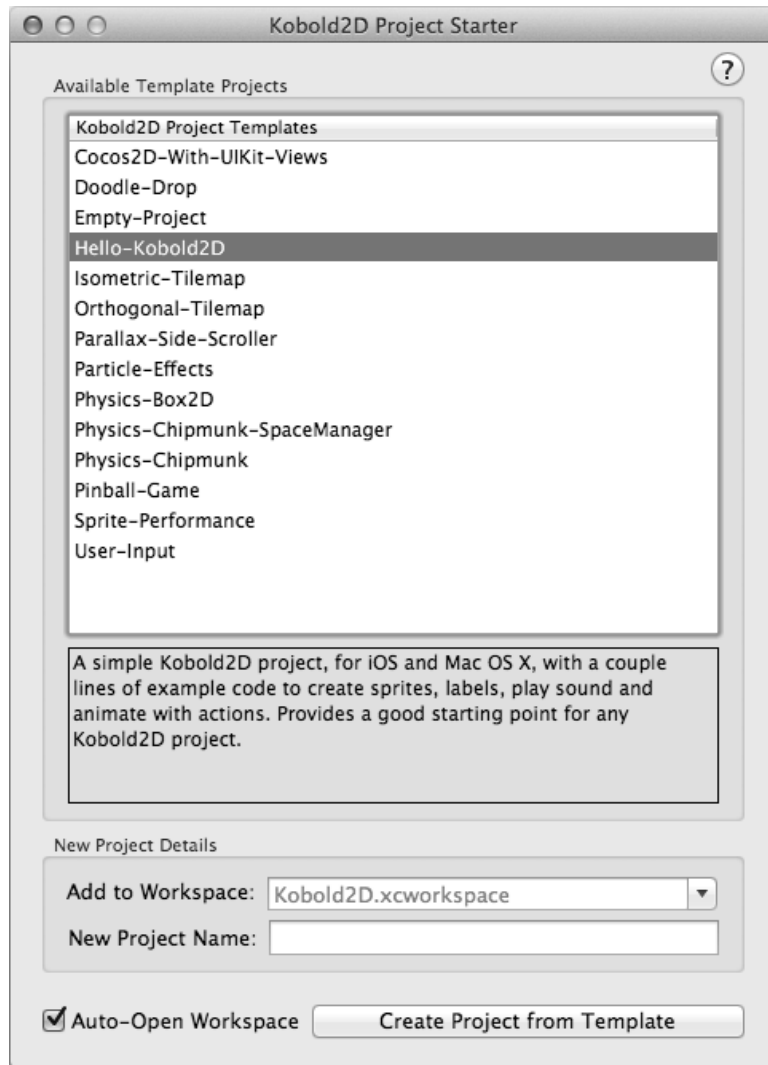 Kobold2D Project Starter
?
Available Template Projects
Kobold2D Project Templates
Cocos2D-With-UIKit-Views
Doodle-Drop
Empty-Project
Hello-Kobold2D
Isometric-Tilemap
Orthogonal-Tilemap
Parallax-Side-Scroller
Particle-Effects
Physics-Box2D
Physics-Chipmunk-SpaceManager
Physics-Chipmunk
Pinball-Game
Sprite-Performance
User-Input
A simple Kobold2D project, for iOS and Mac OS X, with a couple
lines of example code to create sprites, labels, play sound and
animate with actions. Provides a good starting point for any
Kobold2D project.
New Project Details
Add to Workspace: Kobold2D.xcworkspace
New Project Name:
Auto-Open Workspace Create Project from Template